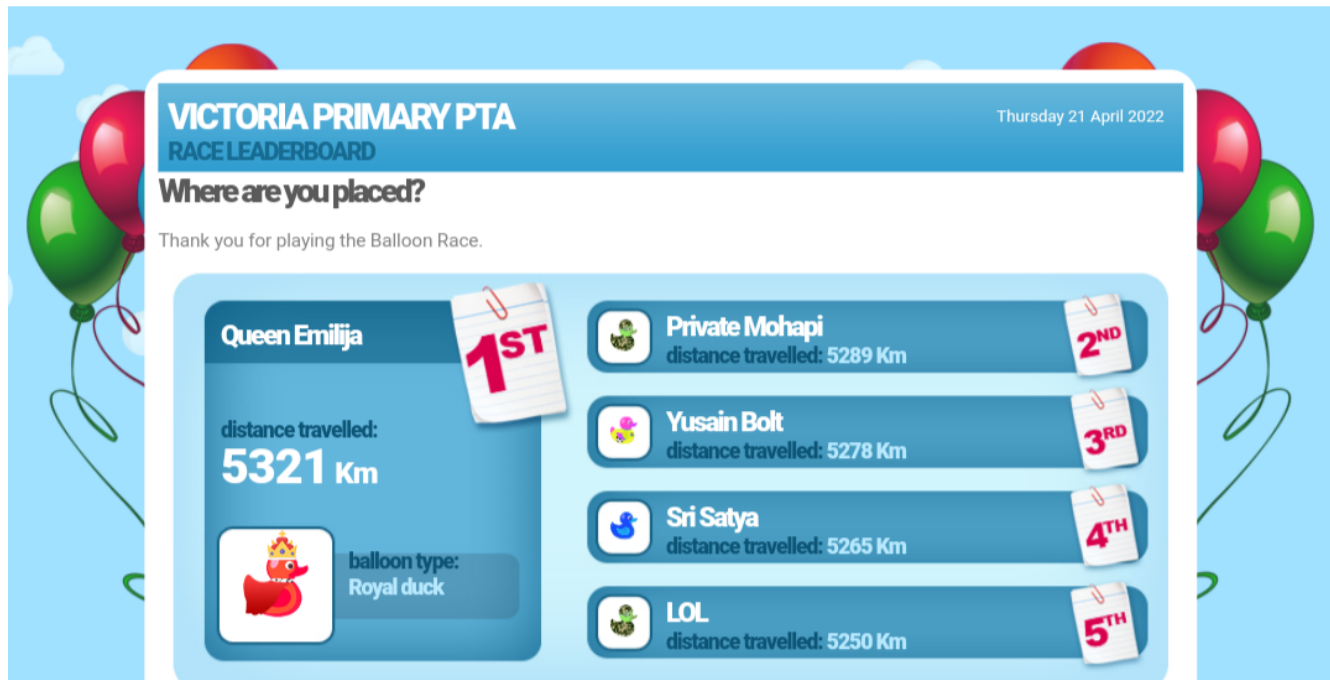 VICTORIA PRIMARY PTA
Thursday 21 April 2022
RACE LEADERBOARD
Where are you placed?
Thank you for playing the Balloon Race.
Queen Emilija
1ST
distance travelled:
5321 Km
balloon type:
Royal duck
Private Mohapi
distance travelled: 5289 Km
2ND
Yusain Bolt
distance travelled: 5278 Km
3RD
Sri Satya
distance travelled: 5265 Km
4TH
LOL
distance travelled: 5250 Km
5TH